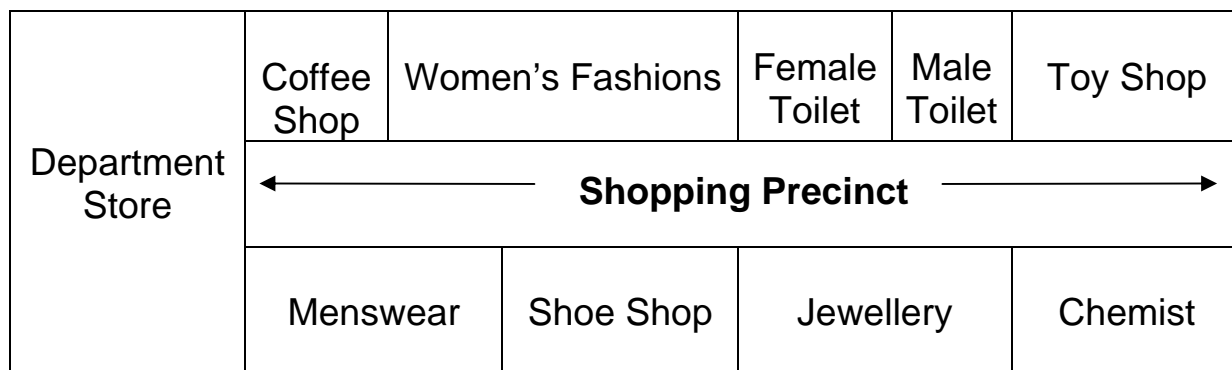 Department
Store
Coffee
Shop
Women’s Fashions
Female
Toilet
Male
Toilet
Toy Shop
Shopping Precinct
Menswear
Shoe Shop
Jewellery
Chemist